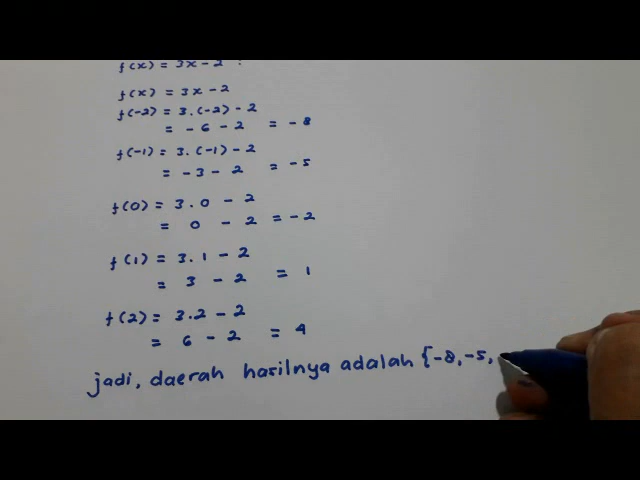 f(x) = 3x - 2 :
f(x) = 3x - 2
f(-2) = 3.(-2) - 2
= -6 - 2 = -8
f(-1) = 3.(-1) - 2
= -3 - 2 = -5
f(0) = 3.0 - 2
= 0 - 2 = -2
f(1) = 3.1 - 2
= 3 - 2 = 1
f(2) = 3.2 - 2
= 6 - 2 = 4
jadi, daerah hasilnya adalah {-8, -5,